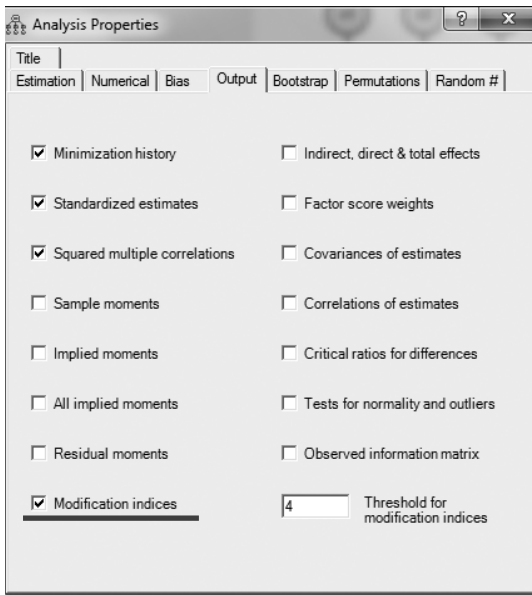 Analysis Properties
Title
Estimation Numerical Bias Output Bootstrap Permutations Random #
Minimization history
Indirect, direct & total effects
Standardized estimates
Factor score weights
Squared multiple correlations
Covariances of estimates
Sample moments
Correlations of estimates
Implied moments
Critical ratios for differences
All implied moments
Tests for normality and outliers
Residual moments
Observed information matrix
Modification indices
4
Threshold for
modification indices